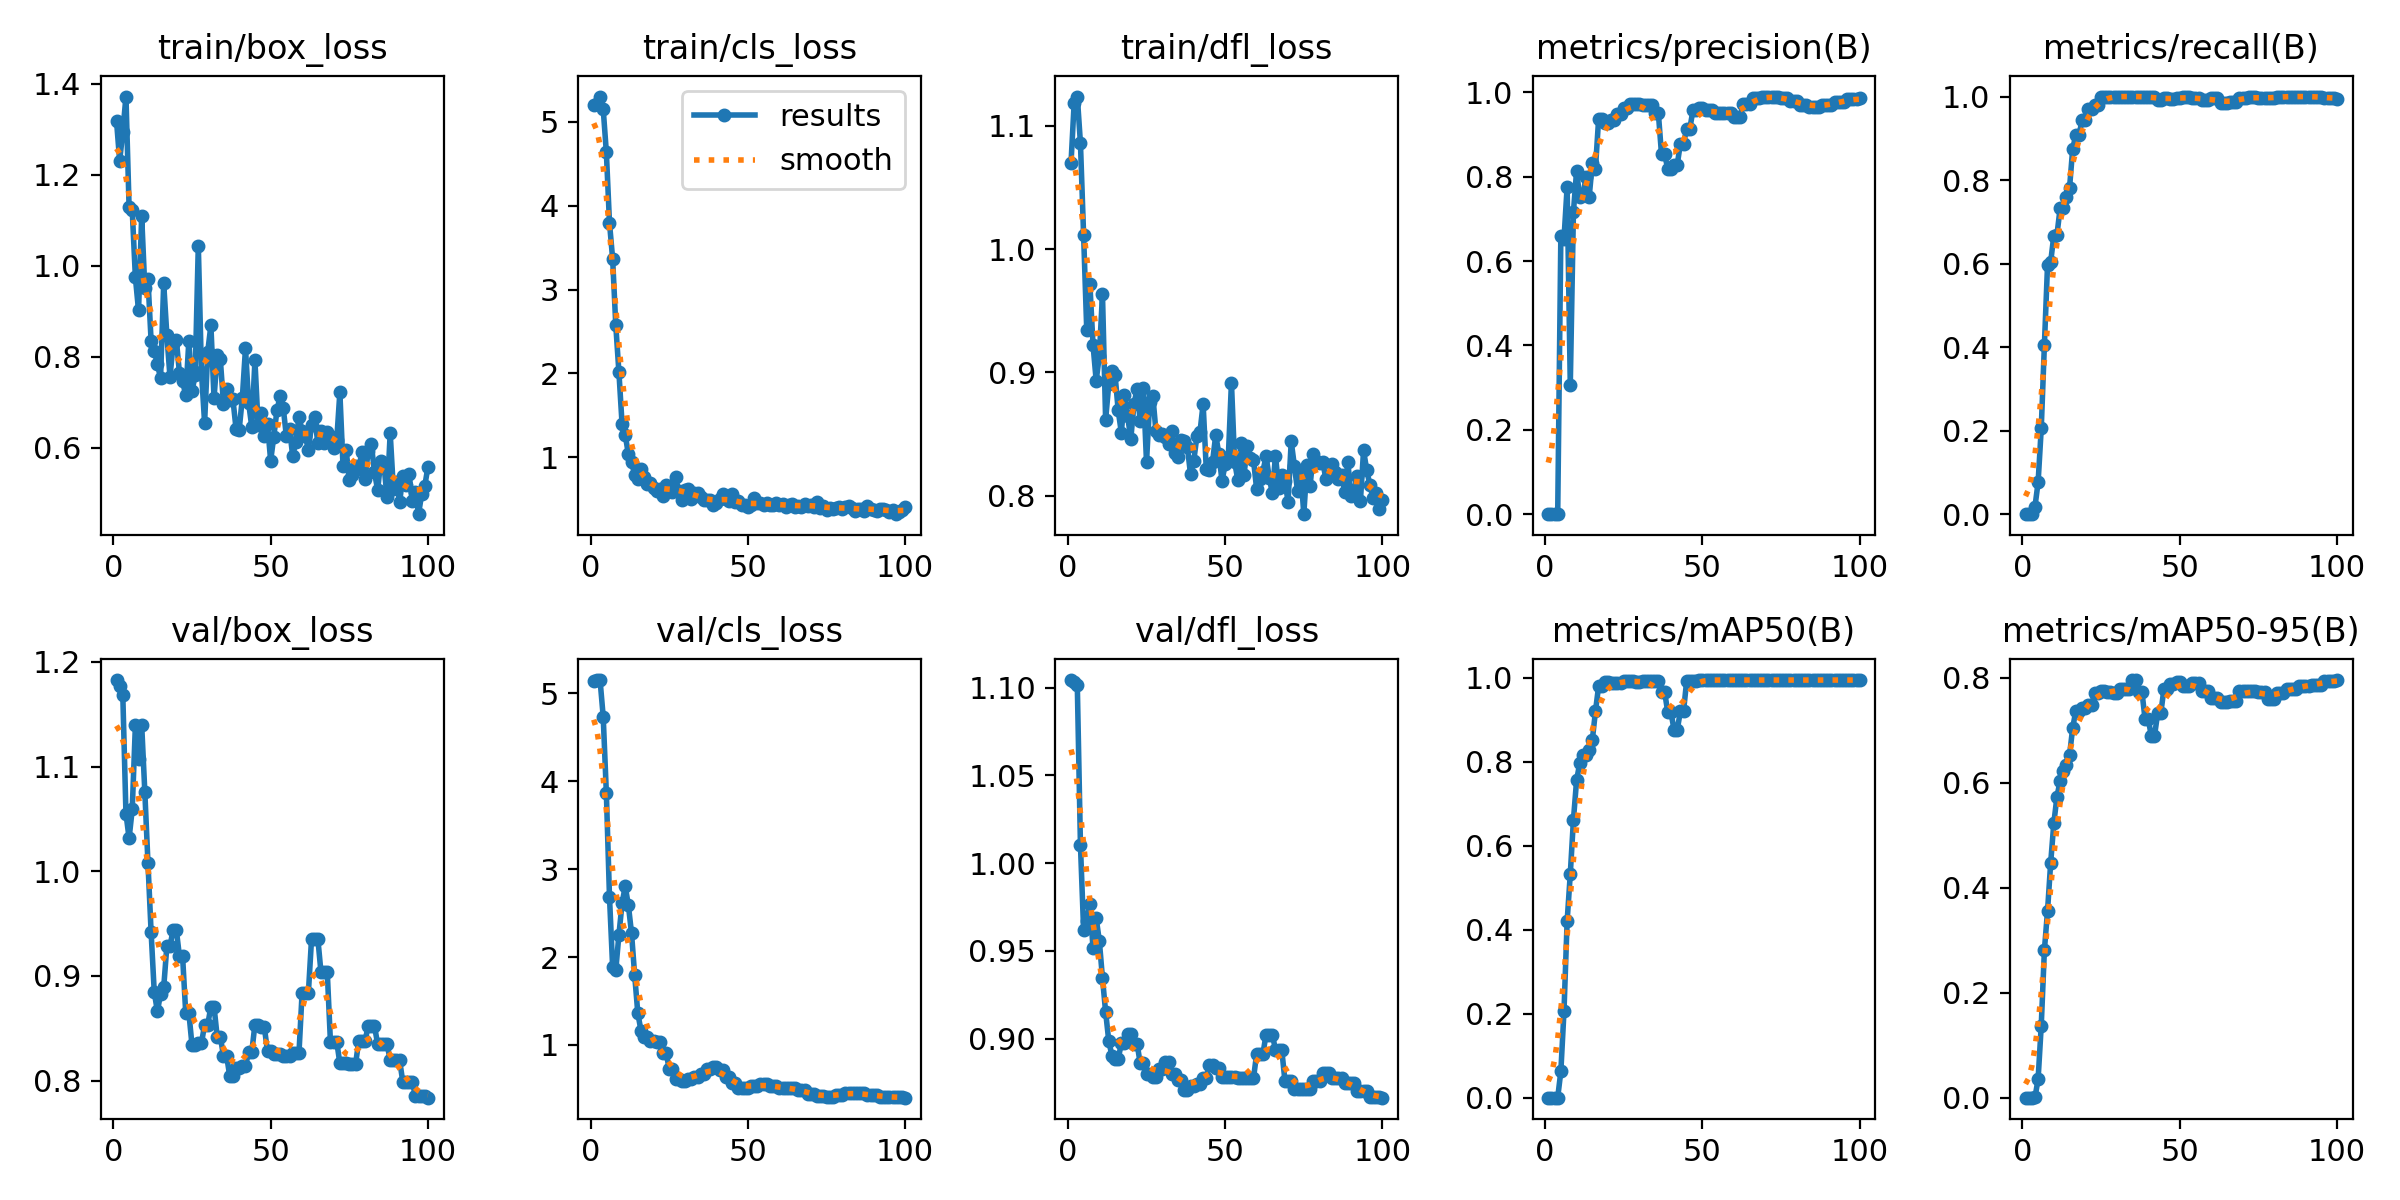 train/box_loss
1.4
1.2
1.0
0.8
0.6
0 50 100
train/cls_loss
results
smooth
5
4
3
2
1
0 50 100
train/dfl_loss
1.1
1.0
0.9
0.8
0 50 100
metrics/precision(B)
1.0
0.8
0.6
0.4
0.2
0.0
0 50 100
metrics/recall(B)
1.0
0.8
0.6
0.4
0.2
0.0
0 50 100
val/box_loss
1.2
1.1
1.0
0.9
0.8
0 50 100
val/cls_loss
5
4
3
2
1
0 50 100
val/dfl_loss
1.10
1.05
1.00
0.95
0.90
0 50 100
metrics/mAP50(B)
1.0
0.8
0.6
0.4
0.2
0.0
0 50 100
metrics/mAP50-95(B)
0.8
0.6
0.4
0.2
0.0
0 50 100